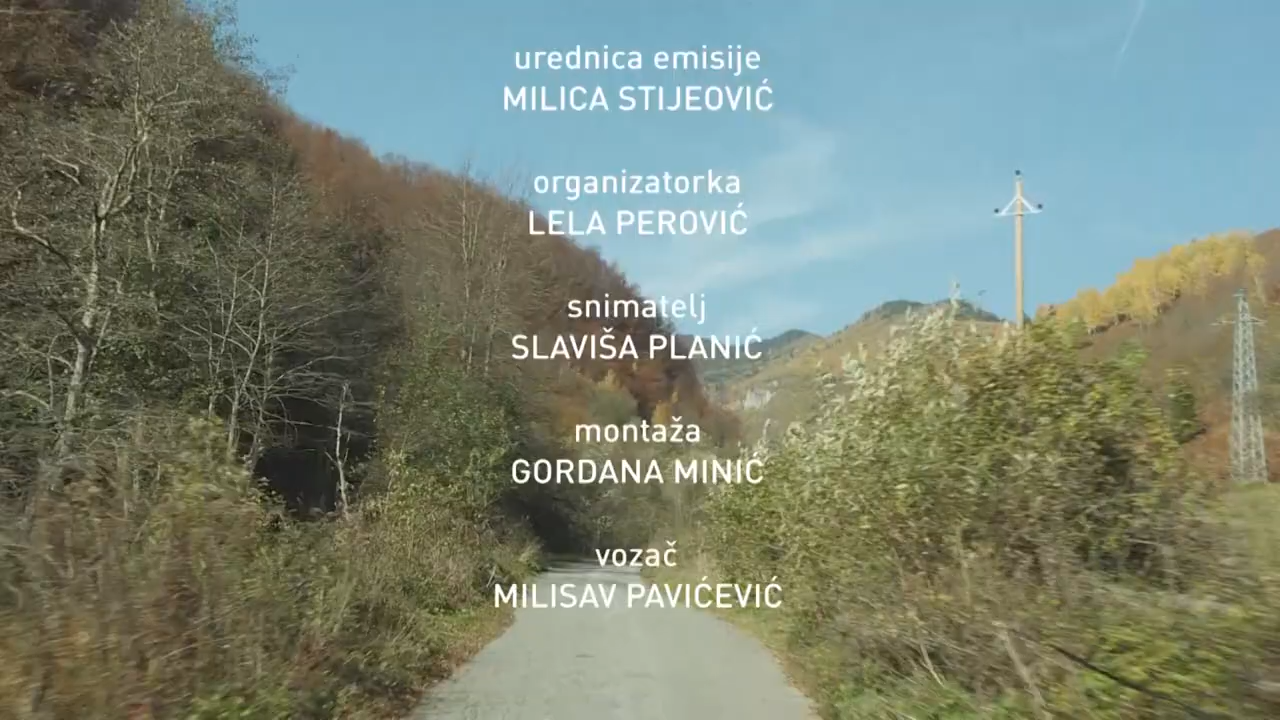 urednica emisije
MILICA STIJEOVIĆ
organizatorka
LELA PEROVIĆ
snimatelj
SLAVIŠA PLANIĆ
montaža
GORDANA MINIĆ
vozač
MILISAV PAVIĆEVIĆ